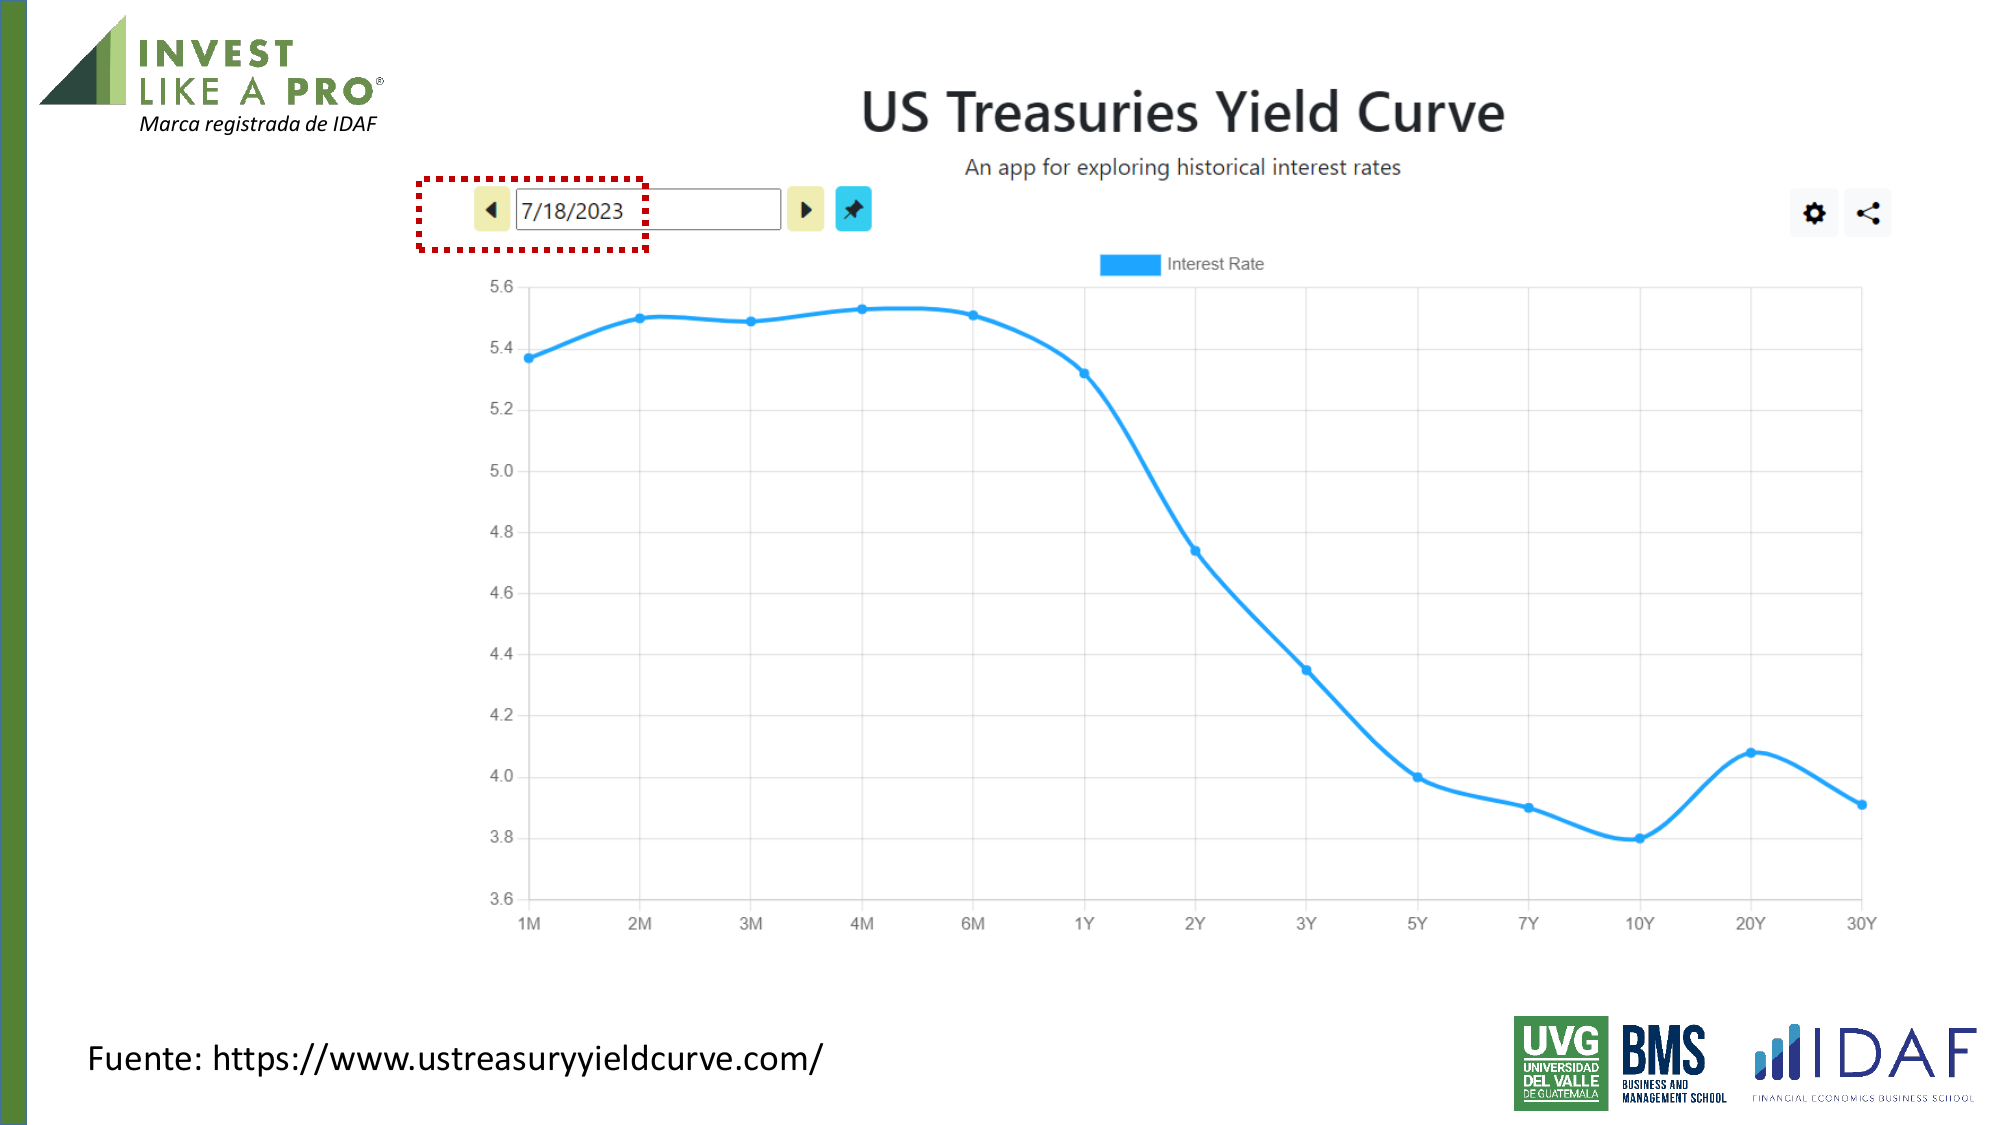 INVEST
LIKE A PRO®
Marca registrada de IDAF
US Treasuries Yield Curve
An app for exploring historical interest rates
7/18/2023
Interest Rate
5.6
5.4
5.2
5.0
4.8
4.6
4.4
4.2
4.0
3.8
3.6
1M 2M 3M 4M 6M 1Y 2Y 3Y 5Y 7Y 10Y 20Y 30Y
Fuente: https://www.ustreasuryyieldcurve.com/
UVG
UNIVERSIDAD
DEL VALLE
DE GUATEMALA
BMS
BUSINESS AND
MANAGEMENT SCHOOL
IDAF
FINANCIAL ECONOMICS BUSINESS SCHOOL